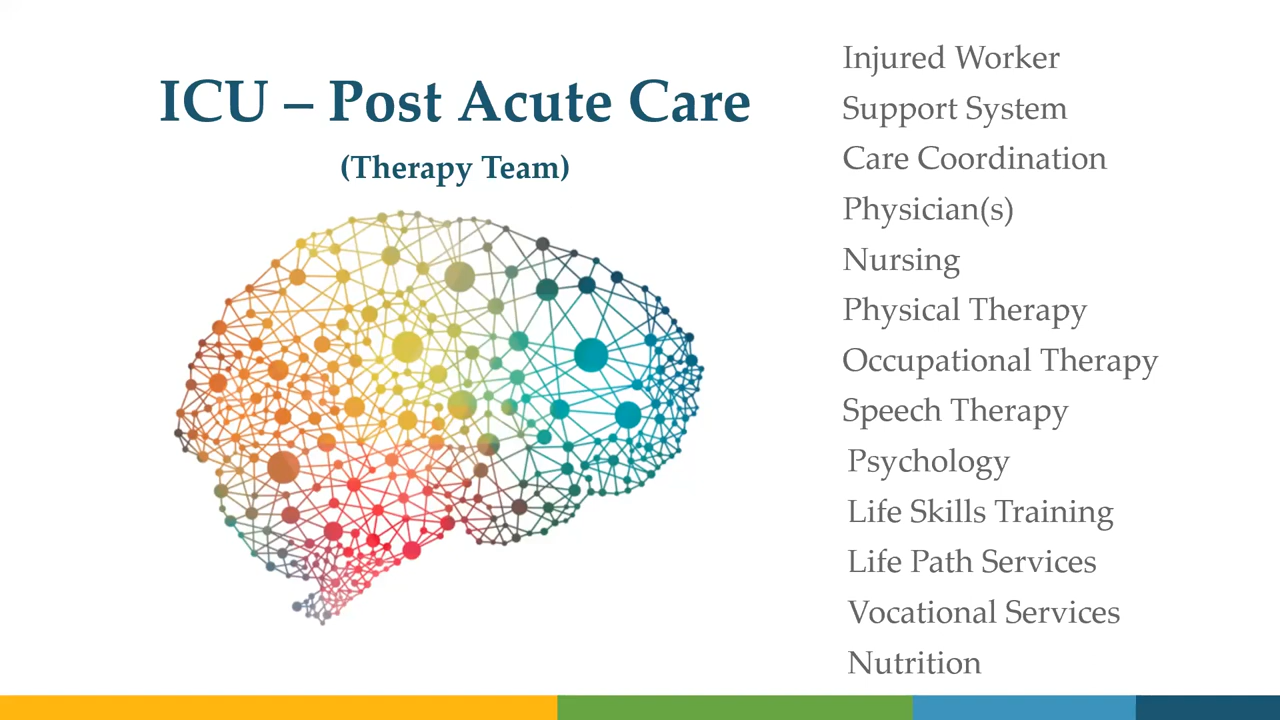 ICU – Post Acute Care
(Therapy Team)
Injured Worker
Support System
Care Coordination
Physician(s)
Nursing
Physical Therapy
Occupational Therapy
Speech Therapy
Psychology
Life Skills Training
Life Path Services
Vocational Services
Nutrition